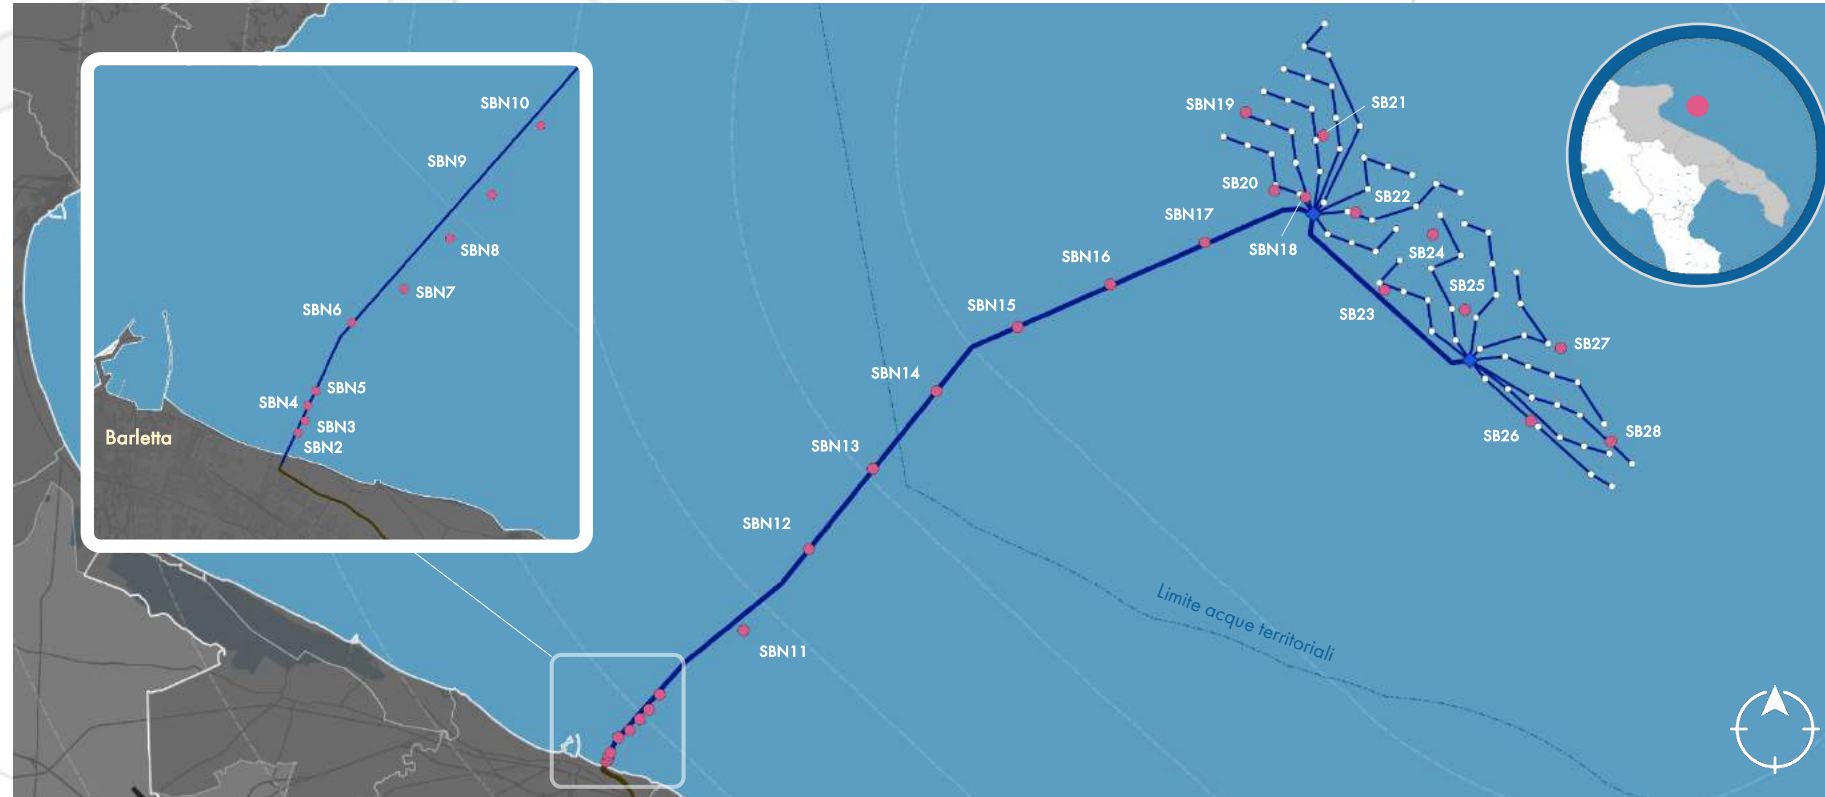 SBN10
SBN9
SBN8
SBN7
SBN6
SBN5
SBN4
SBN3
SBN2
Barletta
SBN19
SB21
SB20
SB22
SBN17
SBN18
SB24
SBN16
SB25
SBN15
SB23
SB27
SBN14
SB26
SB28
SBN13
SBN12
SBN11
Limite acque territoriali